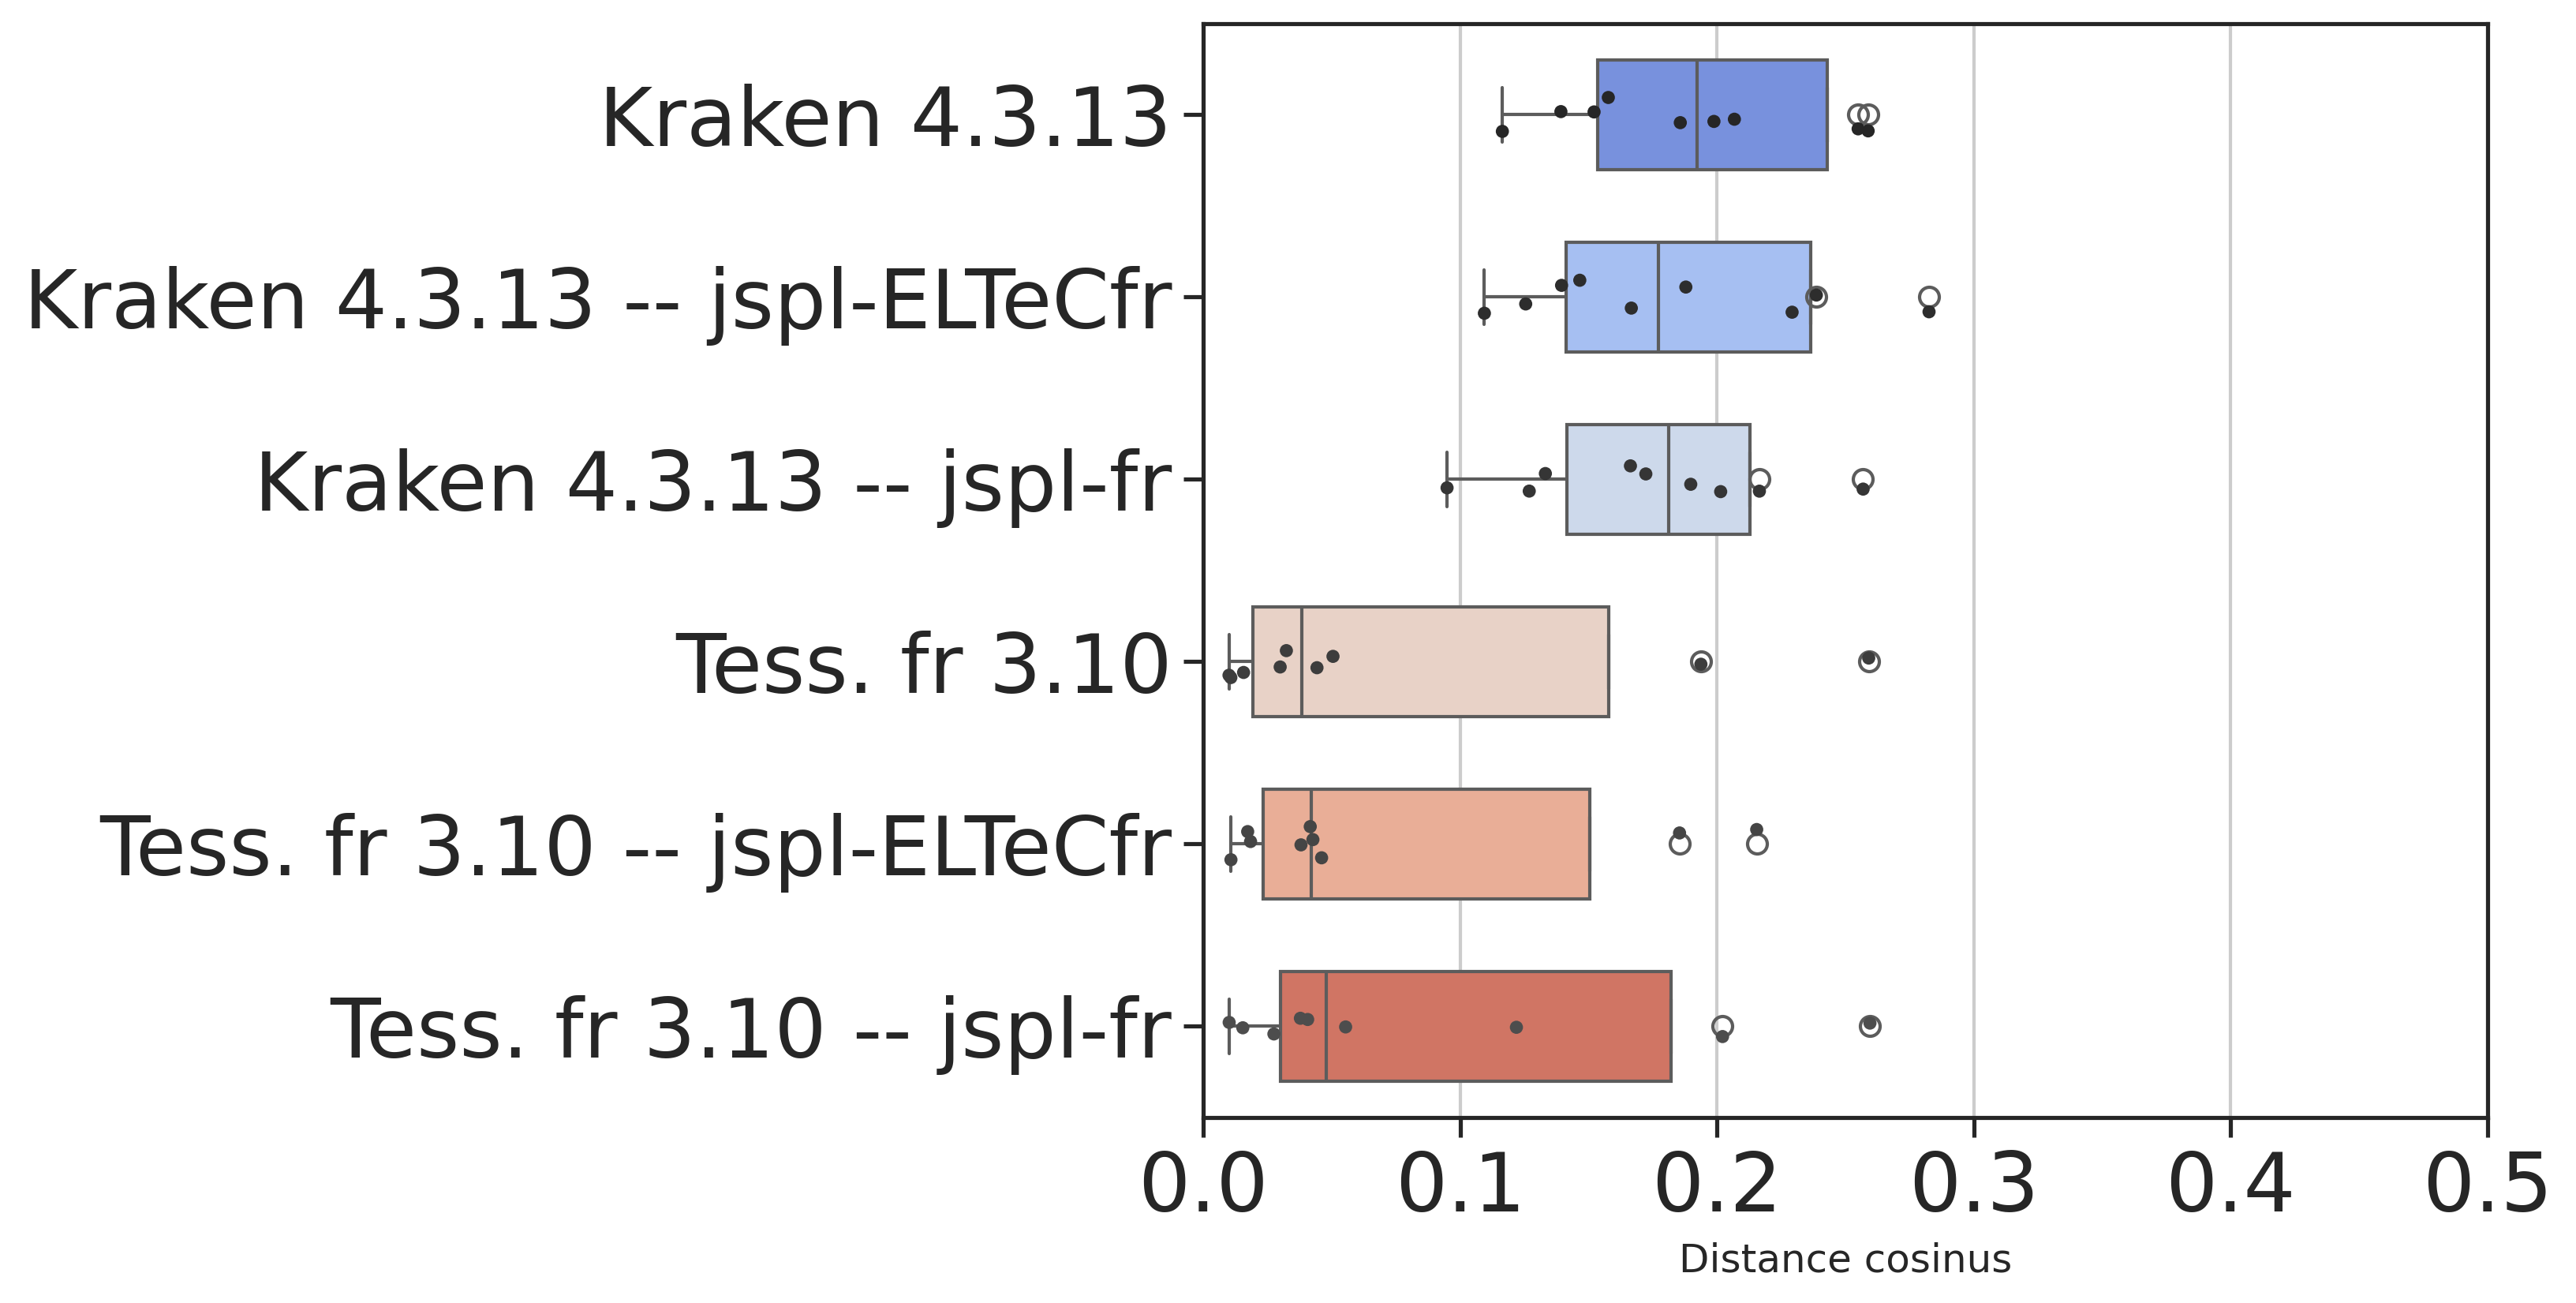 Kraken 4.3.13
Kraken 4.3.13 -- jspl-ELTeCfr
Kraken 4.3.13 -- jspl-fr
Tess. fr 3.10
Tess. fr 3.10 -- jspl-ELTeCfr
Tess. fr 3.10 -- jspl-fr
0.0 0.1 0.2 0.3 0.4 0.5
Distance cosinus